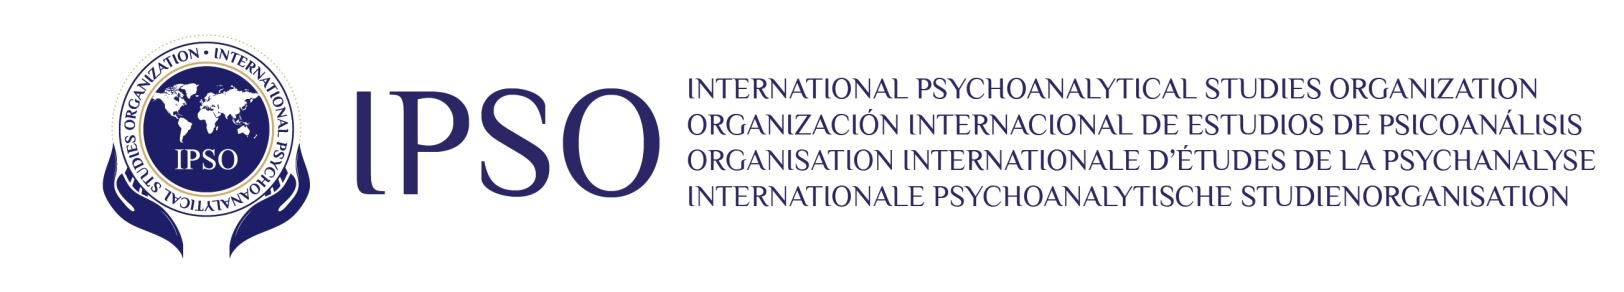 INTERNATIONAL PSYCHOANALYTICAL STUDIES ORGANIZATION •
IPSO
IPSO
INTERNATIONAL PSYCHOANALYTICAL STUDIES ORGANIZATION
ORGANIZACIÓN INTERNACIONAL DE ESTUDIOS DE PSICOANÁLISIS
ORGANISATION INTERNATIONALE D'ÉTUDES DE LA PSYCHANALYSE
INTERNATIONALE PSYCHOANALYTISCHE STUDIENORGANISATION